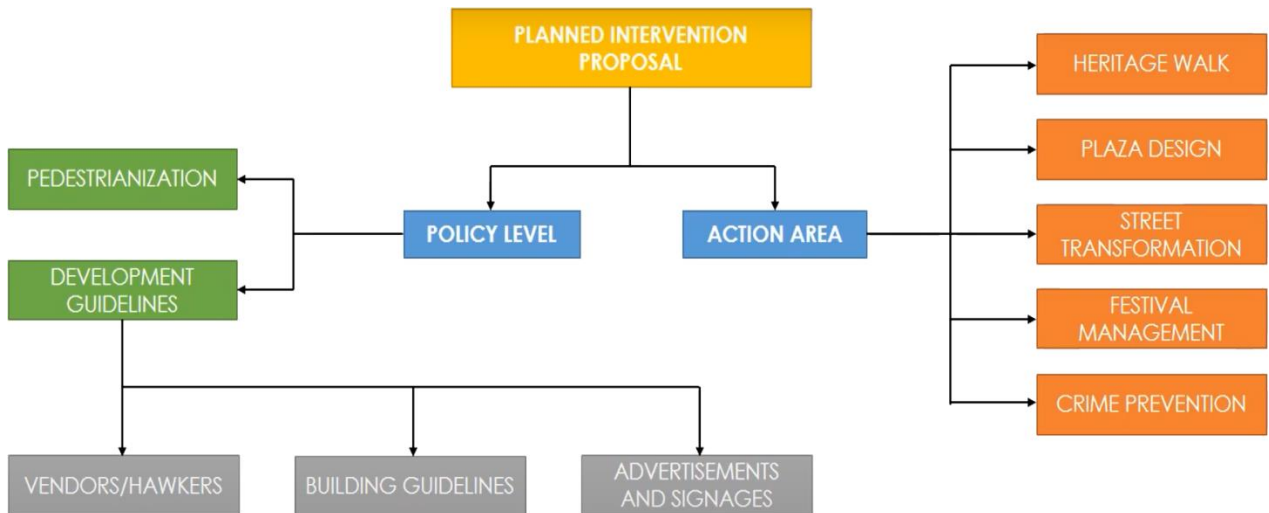 PLANNED INTERVENTION
PROPOSAL
HERITAGE WALK
PLAZA DESIGN
PEDESTRIANIZATION
POLICY LEVEL
ACTION AREA
STREET
TRANSFORMATION
DEVELOPMENT
GUIDELINES
FESTIVAL
MANAGEMENT
CRIME PREVENTION
VENDORS/HAWKERS
BUILDING GUIDELINES
ADVERTISEMENTS
AND SIGNAGES